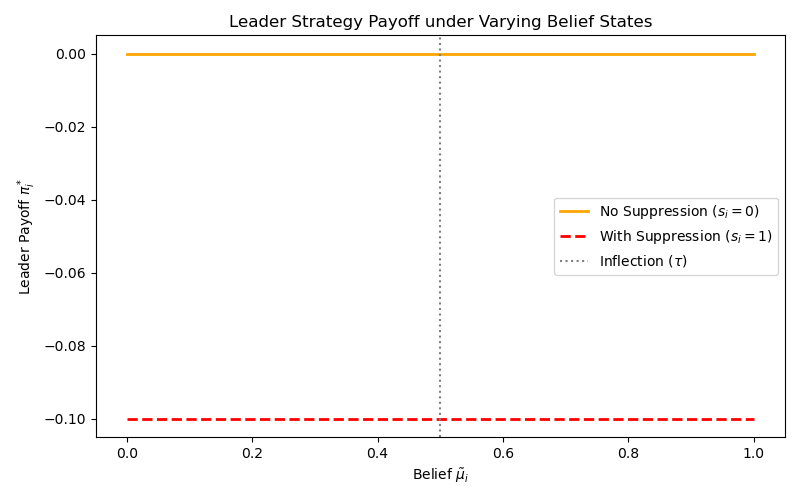 Leader Strategy Payoff under Varying Belief States
0.00
−0.02
−0.04
−0.06
−0.08
−0.10
Leader Payoff $\pi_i^*$
No Suppression ($s_i = 0$)
With Suppression ($s_i = 1$)
Inflection ($\tau$)
0.0 0.2 0.4 0.6 0.8 1.0
Belief $\tilde{\mu}_i$